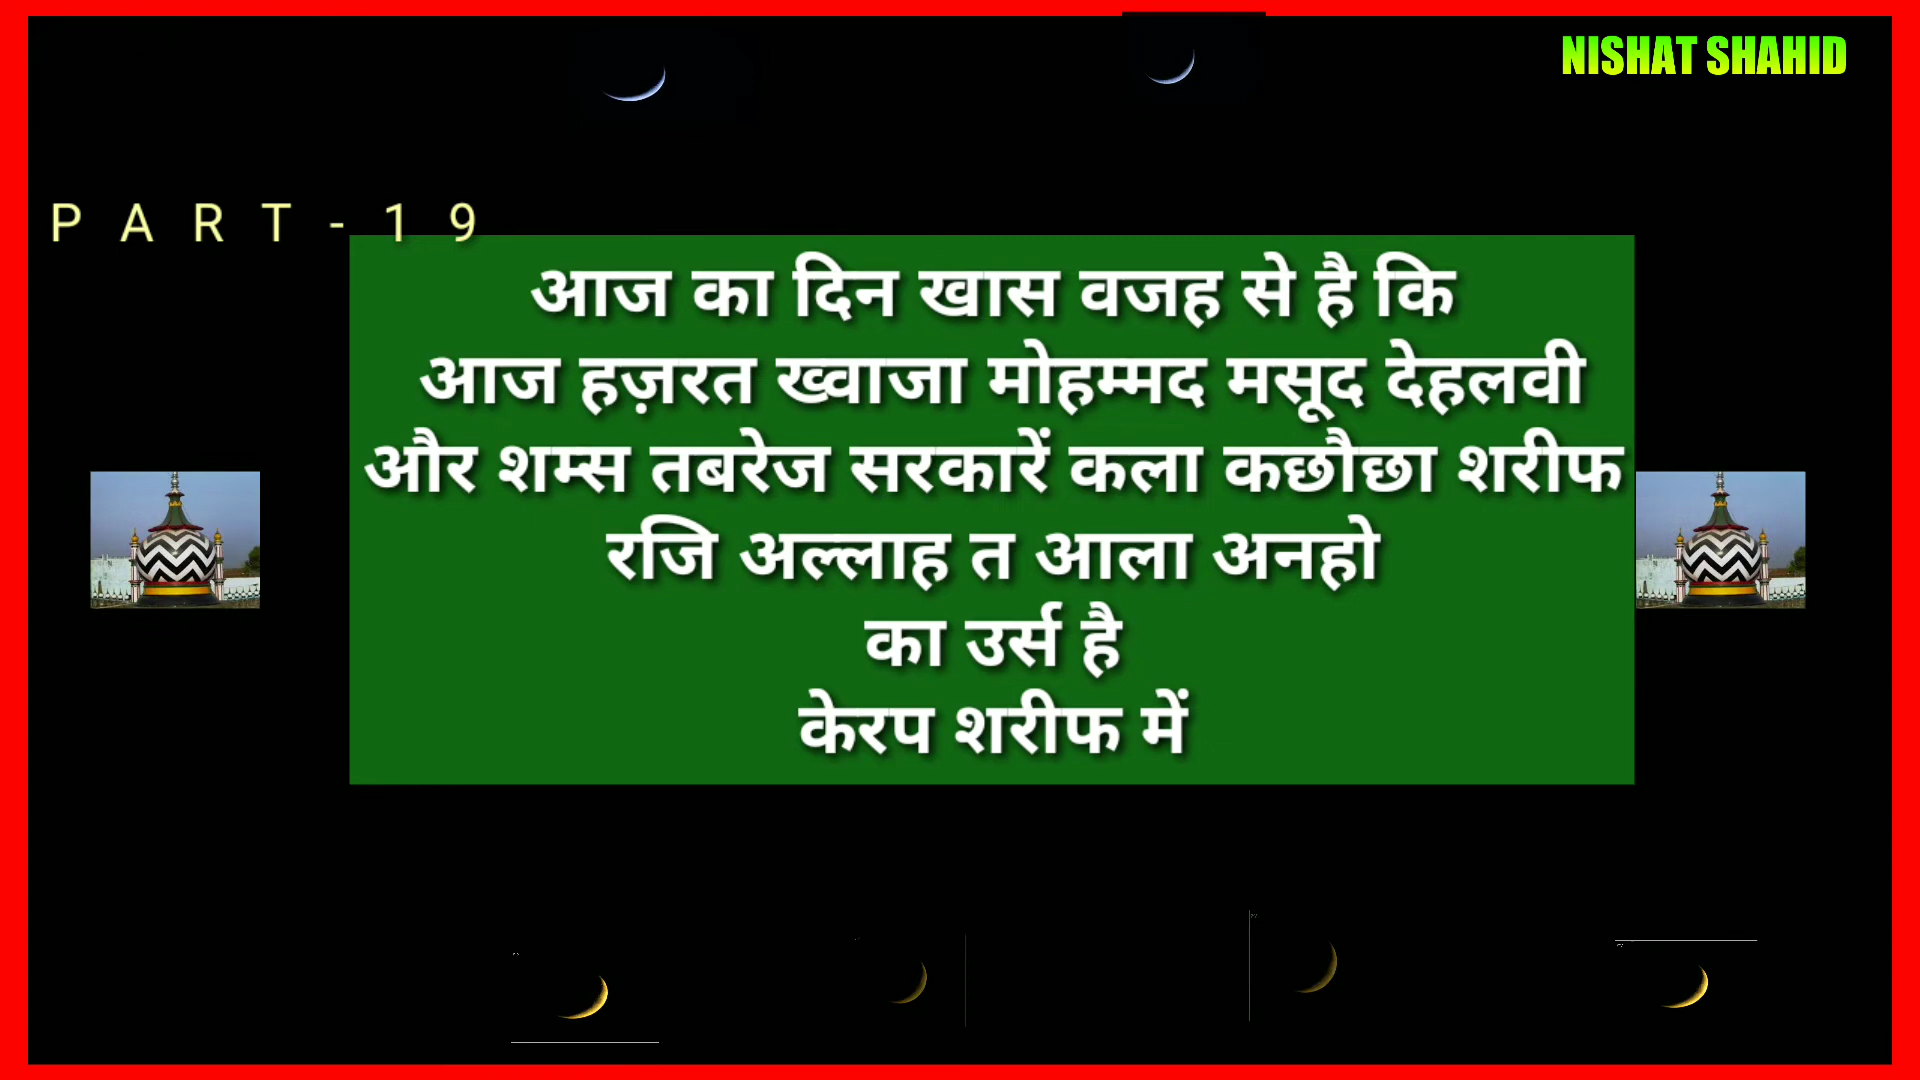 NISHAT SHAHID
PART-19
आज का दिन खास वजह से है कि
आज हज़रत ख्वाजा मोहम्मद मसूद देहलवी
और शम्स तबरेज सरकारें कला कछौछा शरीफ
रजि अल्लाह त आला अनहो
का उर्स है
केरप शरीफ में